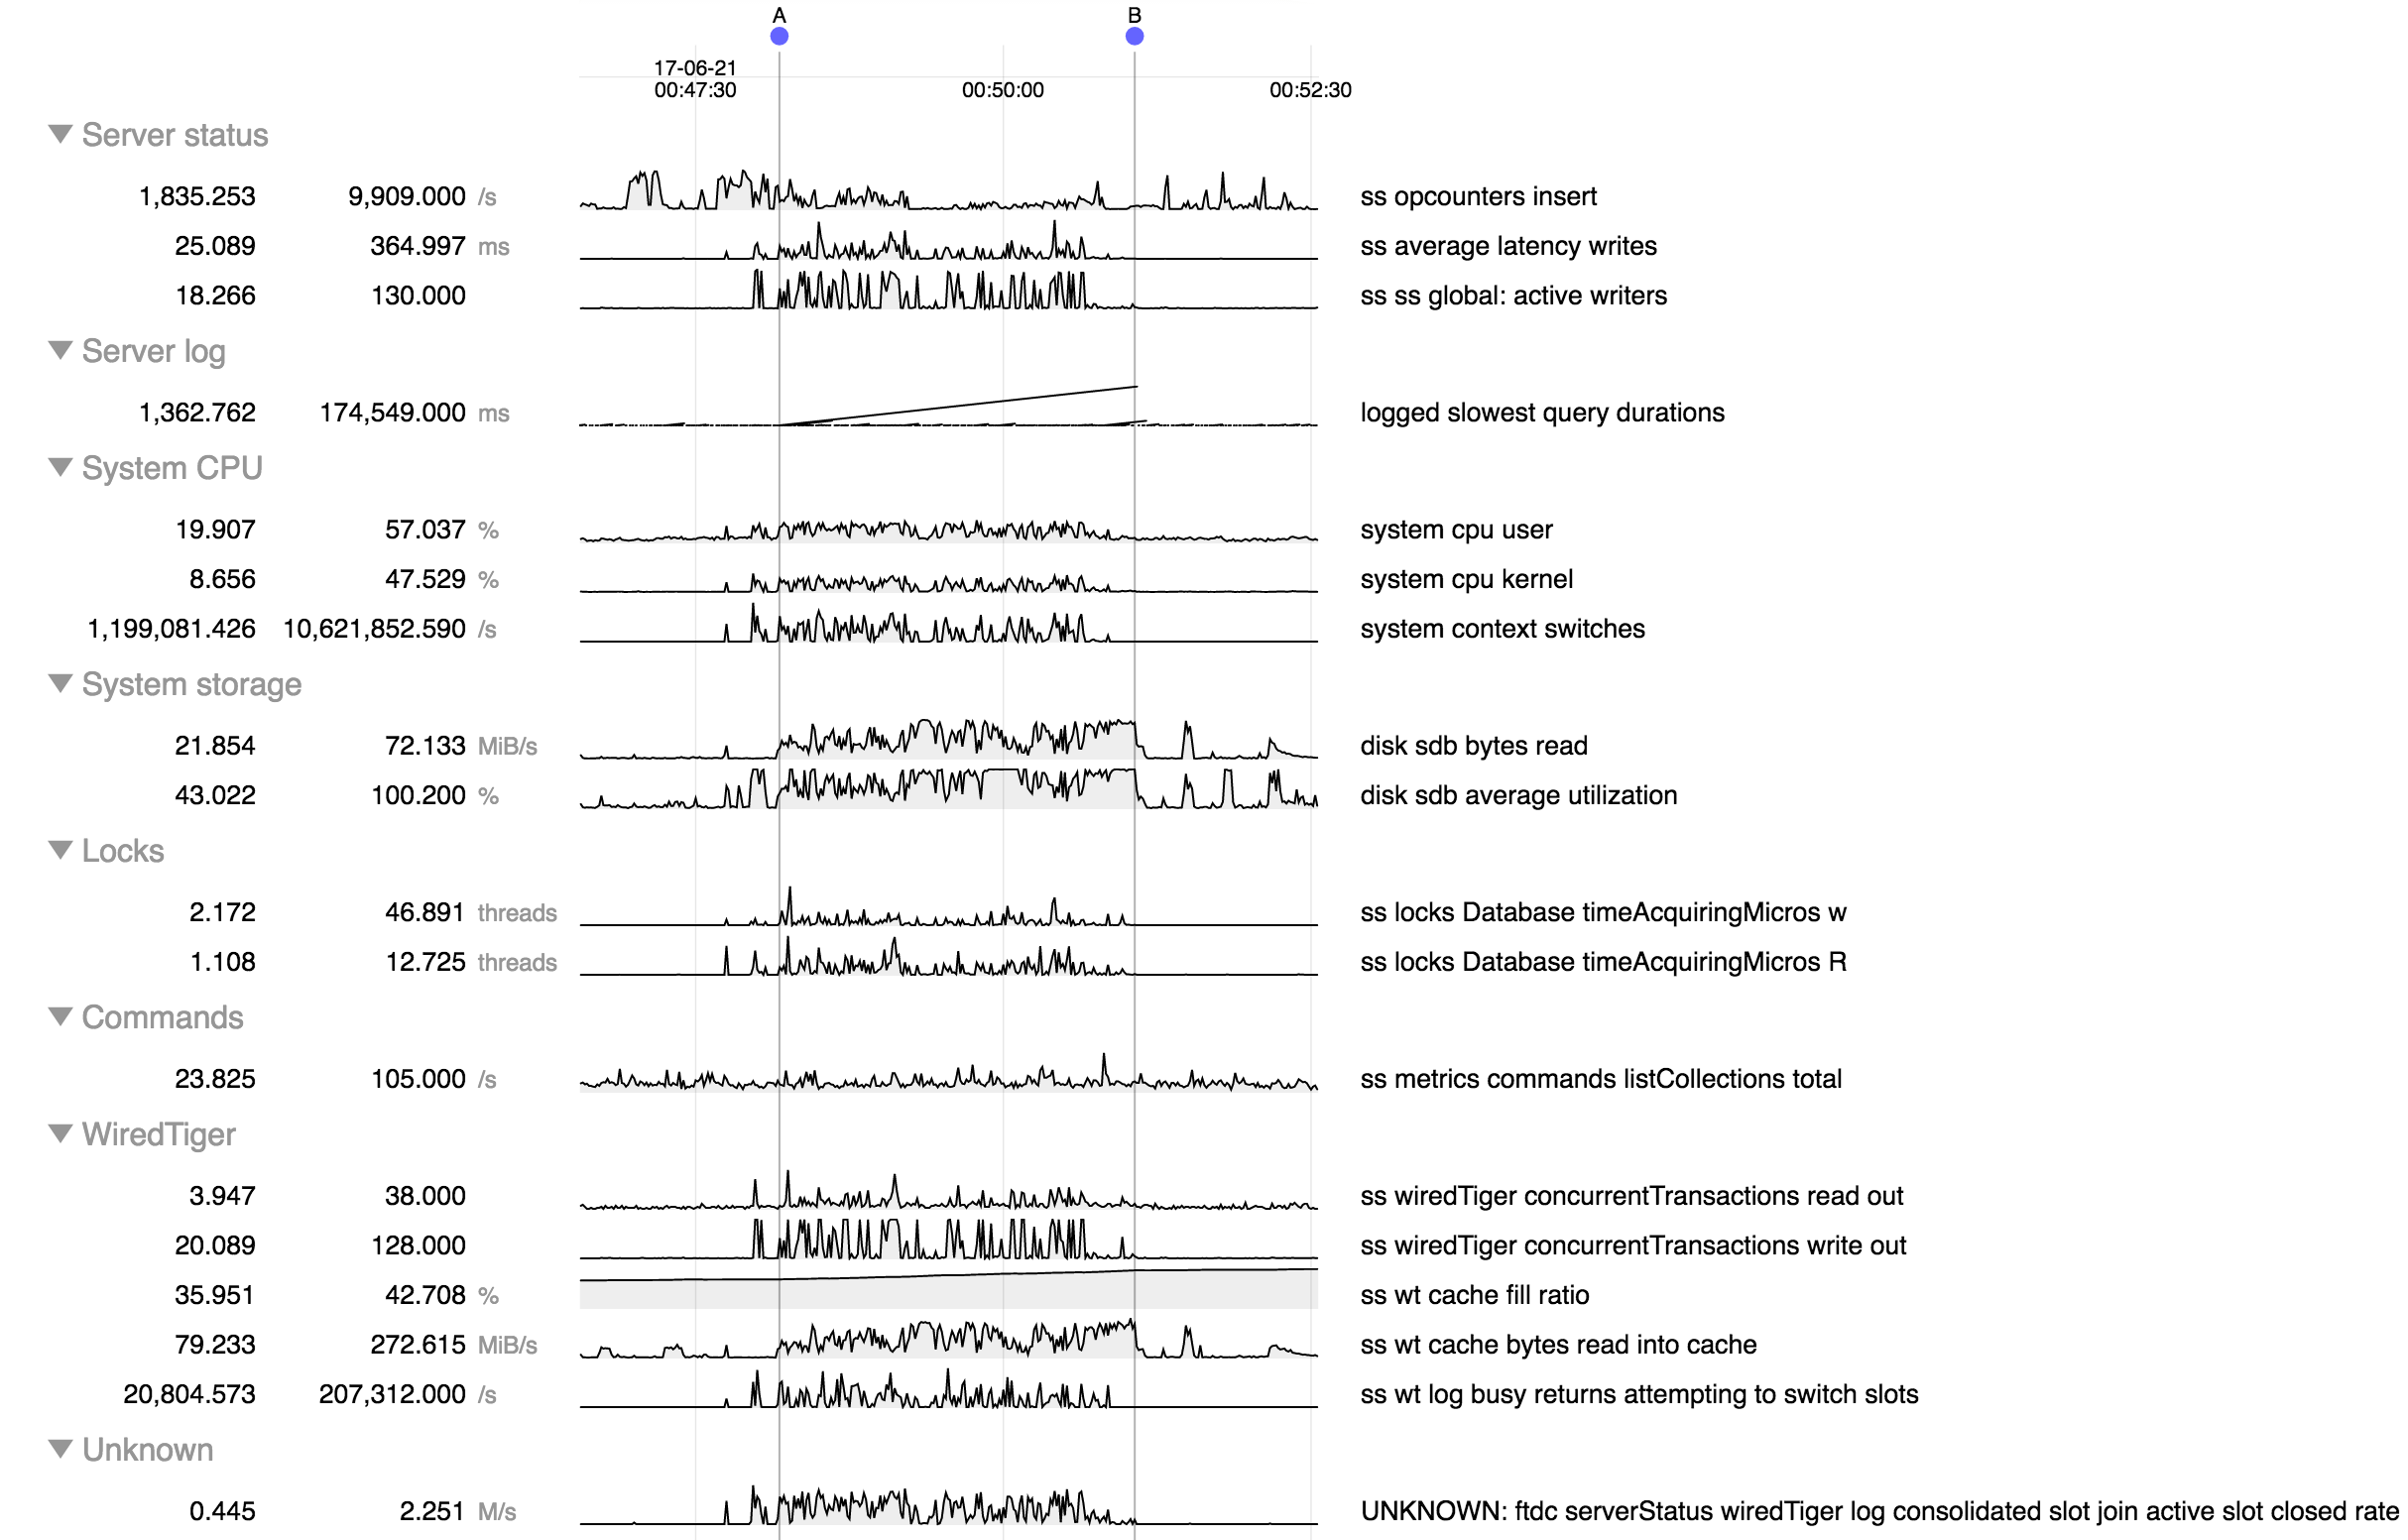 A B
17-06-21
00:47:30 00:50:00 00:52:30
Server status
1,835.253 9,909.000 /s ss opcounters insert
25.089 364.997 ms ss average latency writes
18.266 130.000 ss ss global: active writers
Server log
1,362.762 174,549.000 ms logged slowest query durations
System CPU
19.907 57.037 % system cpu user
8.656 47.529 % system cpu kernel
1,199,081.426 10,621,852.590 /s system context switches
System storage
21.854 72.133 MiB/s disk sdb bytes read
43.022 100.200 % disk sdb average utilization
Locks
2.172 46.891 threads ss locks Database timeAcquiringMicros w
1.108 12.725 threads ss locks Database timeAcquiringMicros R
Commands
23.825 105.000 /s ss metrics commands listCollections total
WiredTiger
3.947 38.000 ss wiredTiger concurrentTransactions read out
20.089 128.000 ss wiredTiger concurrentTransactions write out
35.951 42.708 % ss wt cache fill ratio
79.233 272.615 MiB/s ss wt cache bytes read into cache
20,804.573 207,312.000 /s ss wt log busy returns attempting to switch slots
Unknown
0.445 2.251 M/s UNKNOWN: ftdc serverStatus wiredTiger log consolidated slot join active slot closed rate